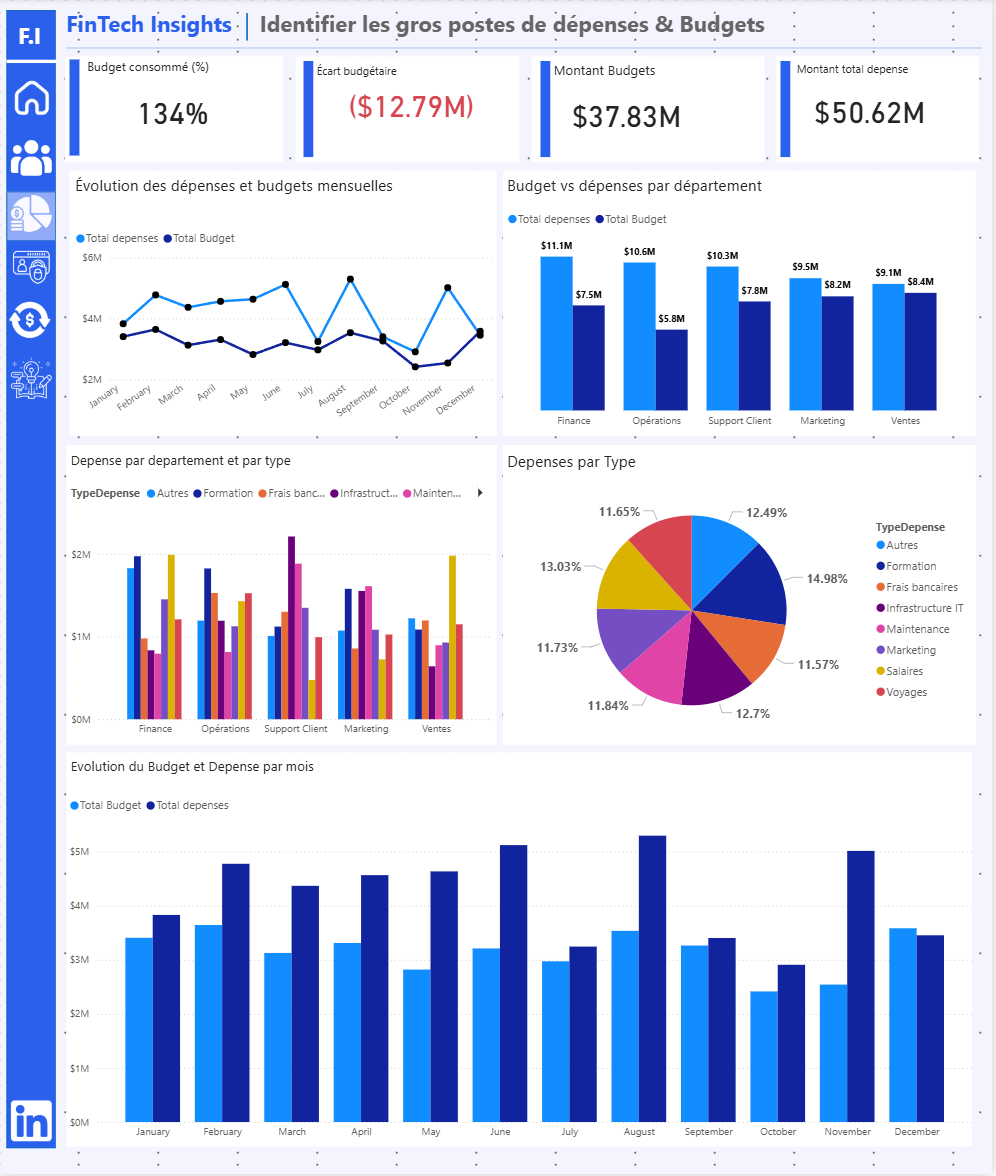 F.I
FinTech Insights
Identifier les gros postes de dépenses & Budgets
Budget consommé (%)
134%
Écart budgétaire
($12.79M)
Montant Budgets
$37.83M
Montant total depense
$50.62M
Évolution des dépenses et budgets mensuelles
Total depenses Total Budget
$6M
$4M
$2M
January February March April May June July August September October November December
Budget vs dépenses par département
Total depenses Total Budget
$11.1M $10.6M $10.3M $9.5M $9.1M
$7.5M $5.8M $7.8M $8.2M $8.4M
Finance Opérations Support Client Marketing Ventes
Depense par departement et par type
TypeDepense Autres Formation Frais banc... Infrastruct... Mainten...
$2M
$1M
$0M
Finance Opérations Support Client Marketing Ventes
Depenses par Type
12.49%
14.98%
11.57%
12.7%
11.84%
11.73%
13.03%
11.65%
TypeDepense
Autres
Formation
Frais bancaires
Infrastructure IT
Maintenance
Marketing
Salaires
Voyages
Evolution du Budget et Depense par mois
Total Budget Total depenses
$5M
$4M
$3M
$2M
$1M
$0M
January February March April May June July August September October November December
in